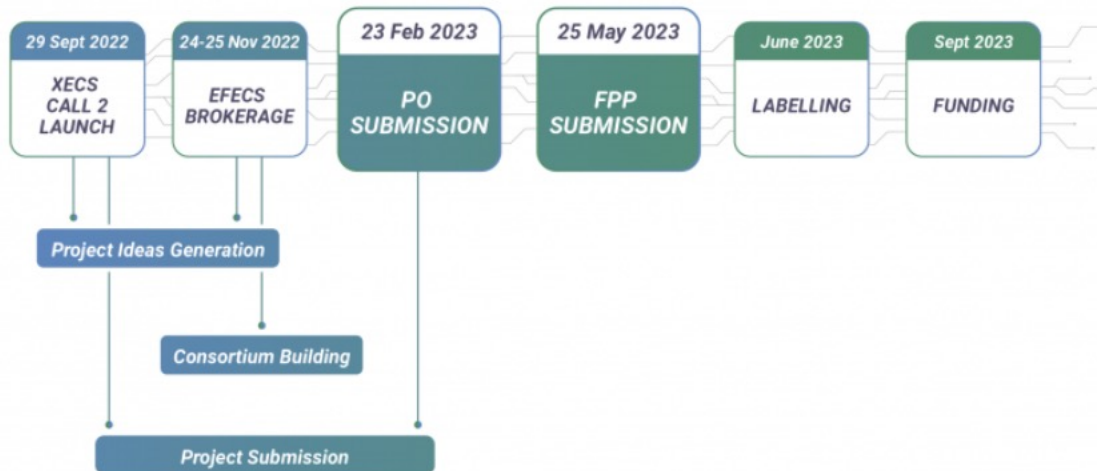 29 Sept 2022
XECS
CALL 2
LAUNCH
24-25 Nov 2022
EFECS
BROKERAGE
23 Feb 2023
PO
SUBMISSION
25 May 2023
FPP
SUBMISSION
June 2023
LABELLING
Sept 2023
FUNDING
Project Ideas Generation
Consortium Building
Project Submission